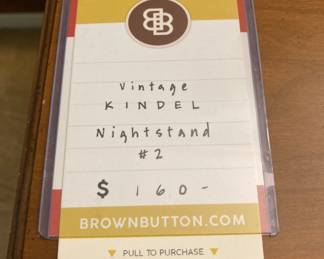 BB
vintage
KINDEL
Nightstand
#2
$ 160-
BROWNBUTTON.COM
▼ PULL TO PURCHASE ▼